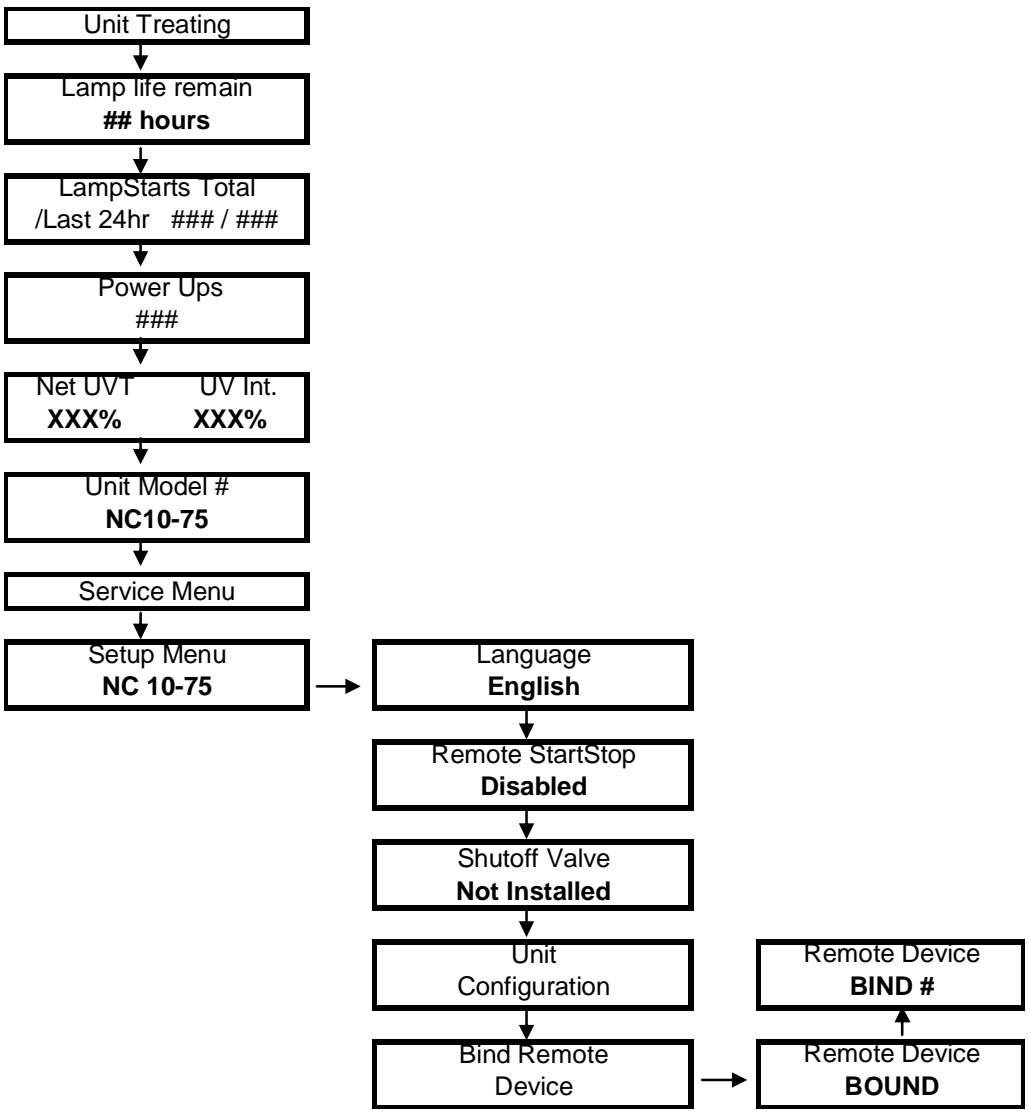 Unit Treating
Lamp life remain
## hours
LampStarts Total
/Last 24hr ### / ###
Power Ups
###
Net UVT UV Int.
XXX% XXX%
Unit Model #
NC10-75
Service Menu
Setup Menu
NC 10-75
Language
English
Remote StartStop
Disabled
Shutoff Valve
Not Installed
Unit
Configuration
Remote Device
BIND #
Bind Remote
Device
Remote Device
BOUND